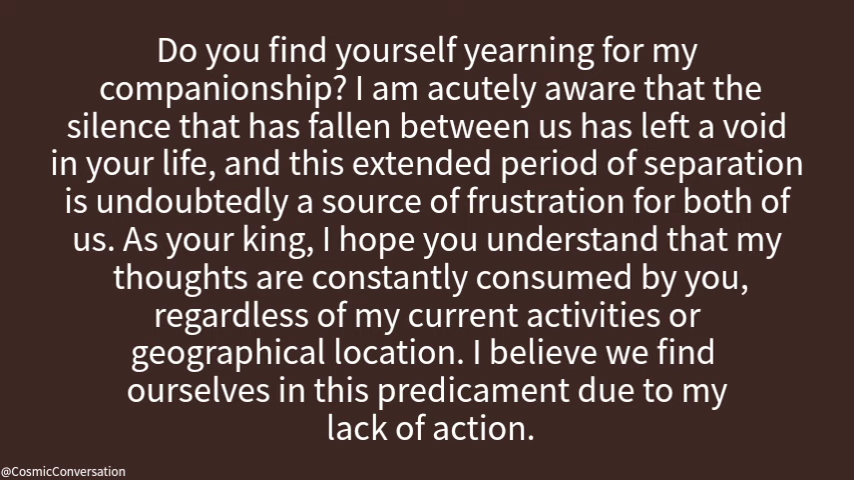 Do you find yourself yearning for my
companionship? I am acutely aware that the
silence that has fallen between us has left a void
in your life, and this extended period of separation
is undoubtedly a source of frustration for both of
us. As your king, I hope you understand that my
thoughts are constantly consumed by you,
regardless of my current activities or
geographical location. I believe we find
ourselves in this predicament due to my
lack of action.
@CosmicConversation